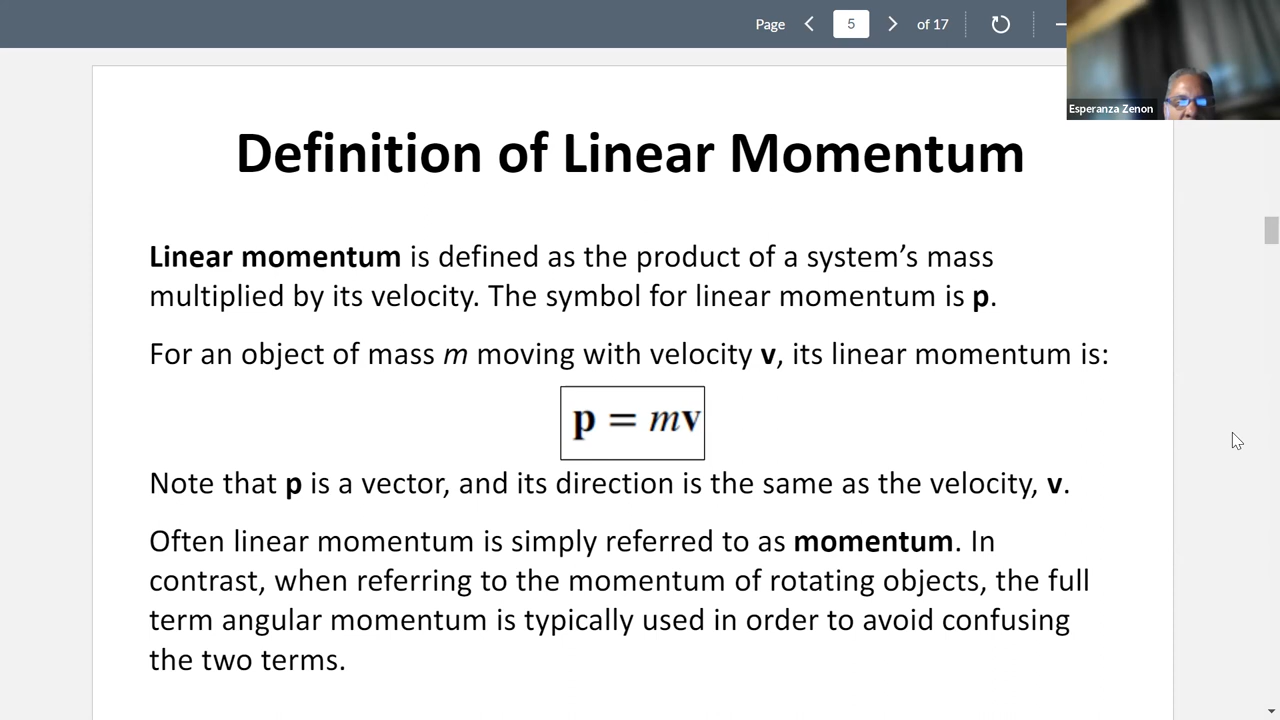 Page 5 of 17
Esperanza Zenon
Definition of Linear Momentum
Linear momentum is defined as the product of a system’s mass
multiplied by its velocity. The symbol for linear momentum is p.
For an object of mass m moving with velocity v, its linear momentum is:
p = mv
Note that p is a vector, and its direction is the same as the velocity, v.
Often linear momentum is simply referred to as momentum. In
contrast, when referring to the momentum of rotating objects, the full
term angular momentum is typically used in order to avoid confusing
the two terms.